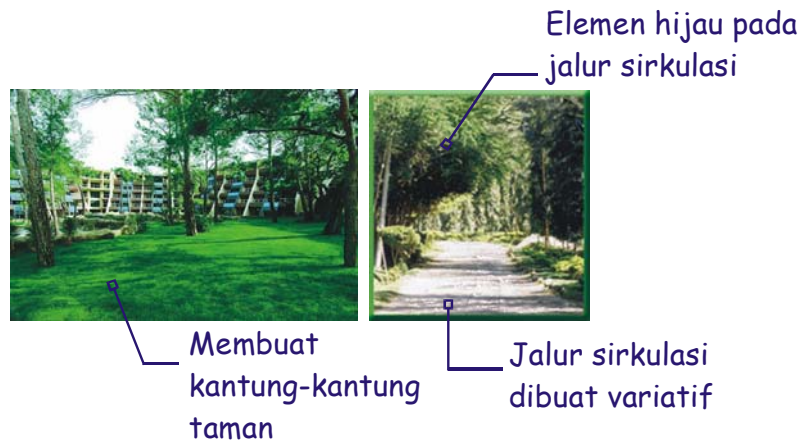 Elemen hijau pada
jalur sirkulasi
Membuat
kantung-kantung
taman
Jalur sirkulasi
dibuat variatif